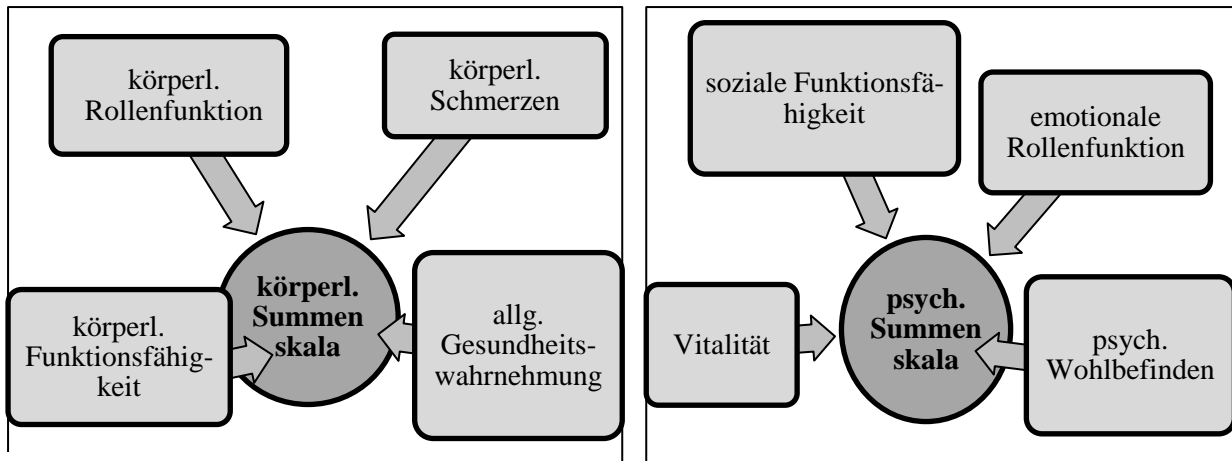 körperl.
Rollenfunktion
körperl.
Schmerzen
körperl.
Summen
skala
körperl.
Funktionsfähig-
keit
allg.
Gesundheits-
wahrnehmung
soziale Funktionsfä-
higkeit
emotionale
Rollenfunktion
psych.
Summen
skala
Vitalität
psych.
Wohlbefinden